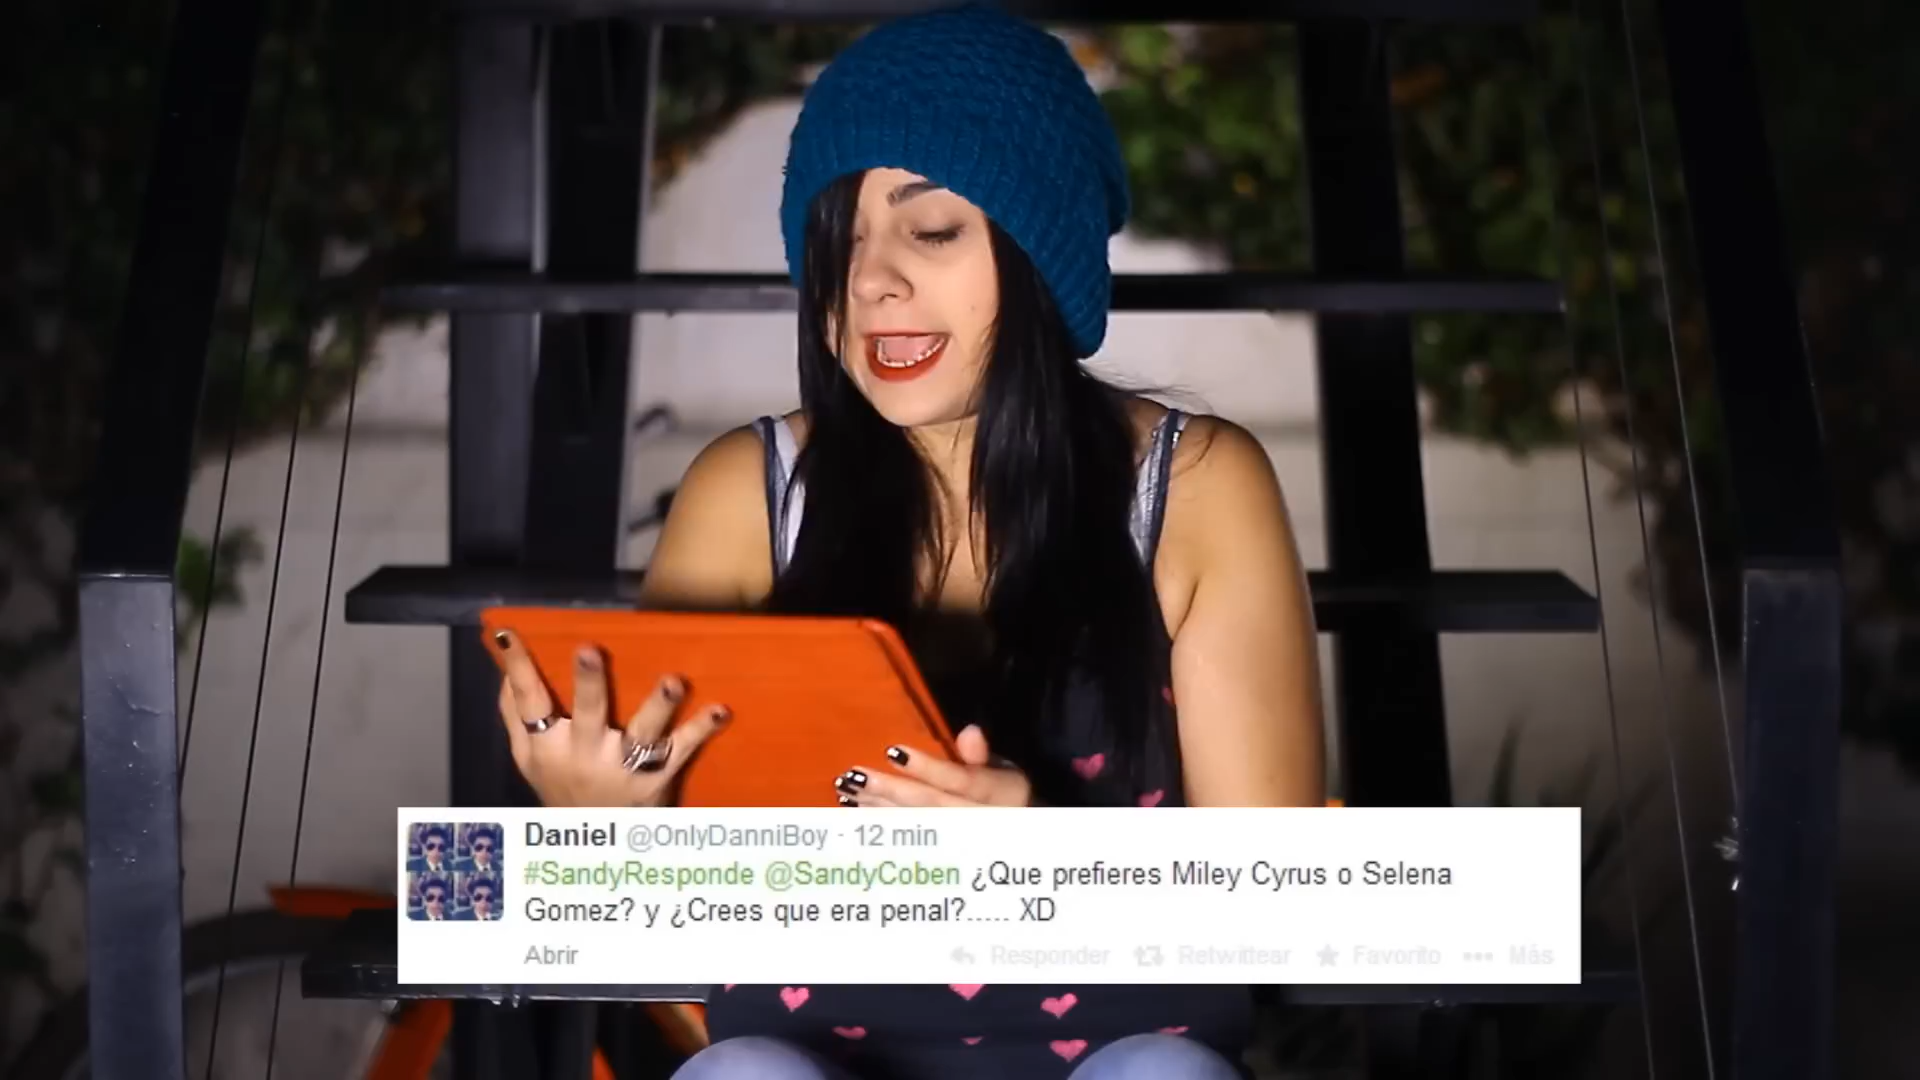 Daniel @OnlyDanniBoy · 12 min
#SandyResponde @SandyCoben ¿Que prefieres Miley Cyrus o Selena
Gomez? y ¿Crees que era penal?..... XD
Abrir Responder Retwittear Favorito Más